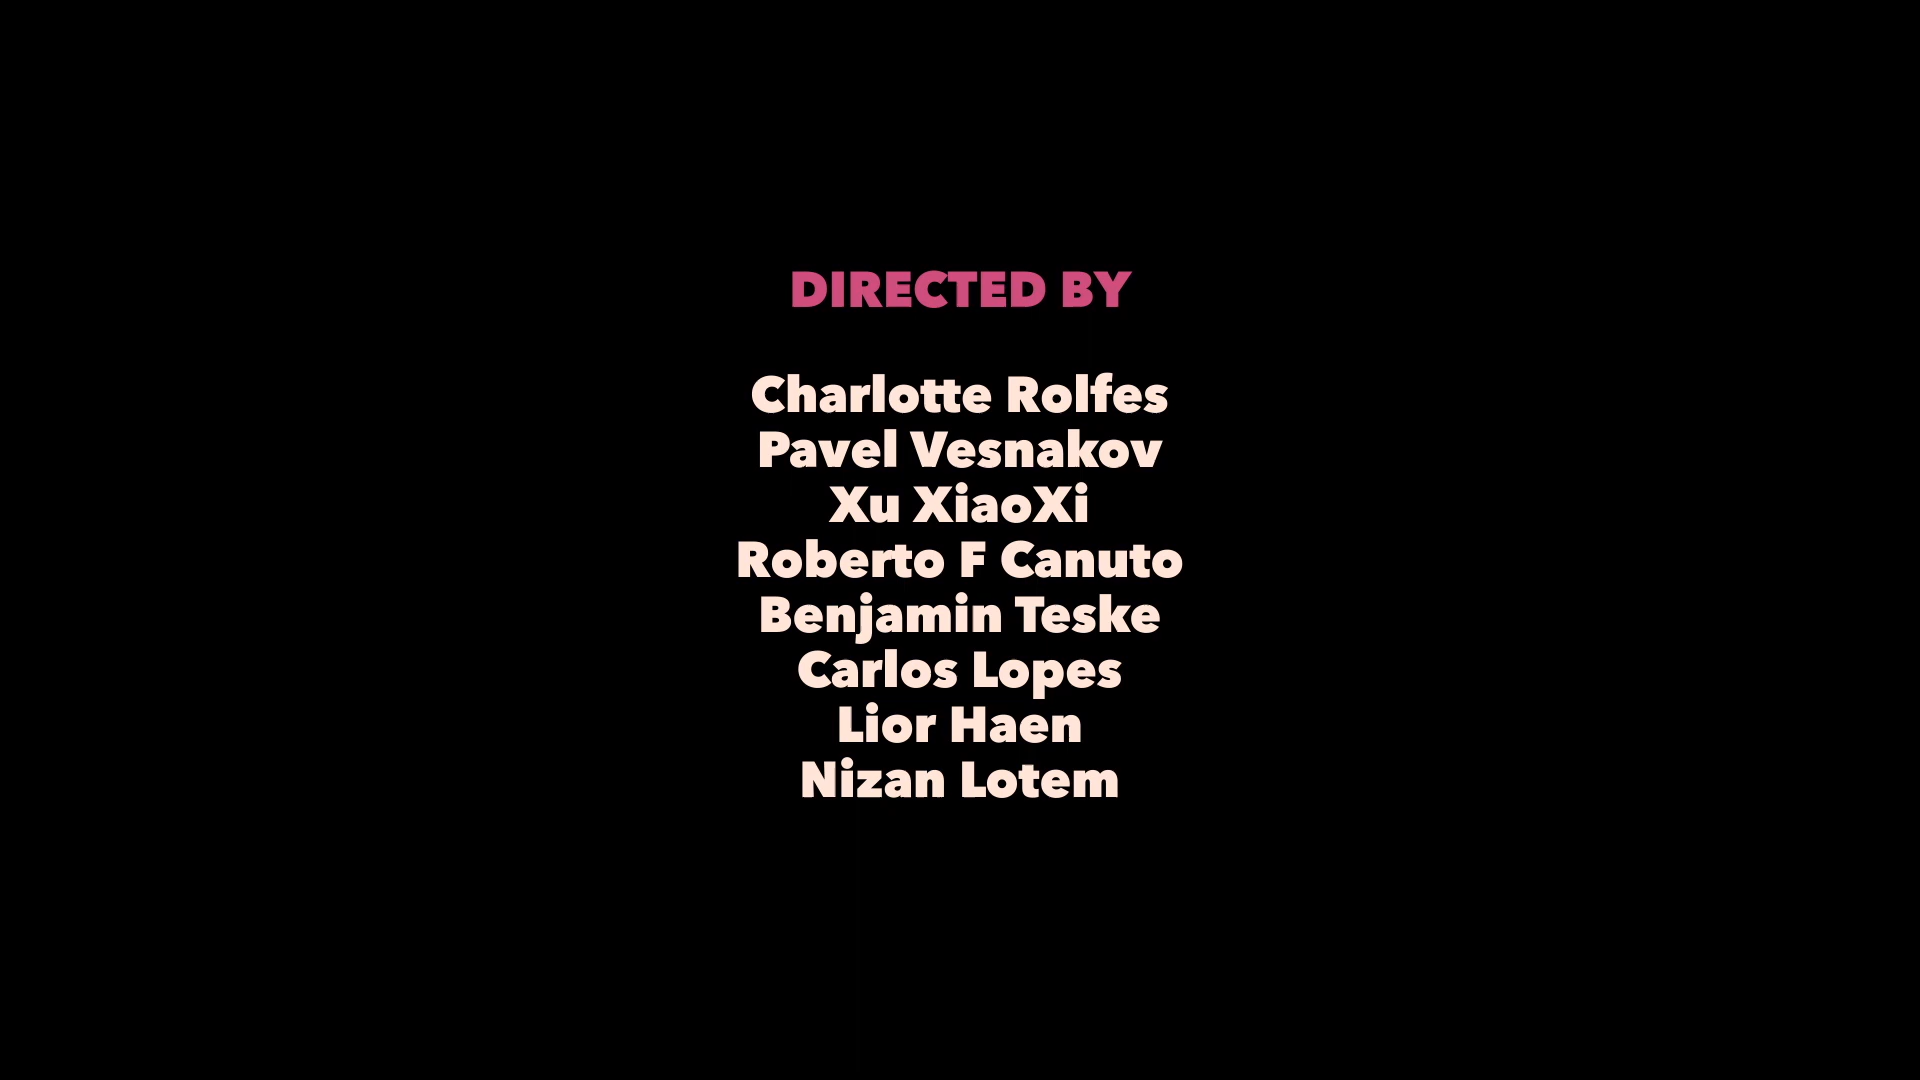 DIRECTED BY
Charlotte Rolfes
Pavel Vesnakov
Xu XiaoXi
Roberto F Canuto
Benjamin Teske
Carlos Lopes
Lior Haen
Nizan Lotem